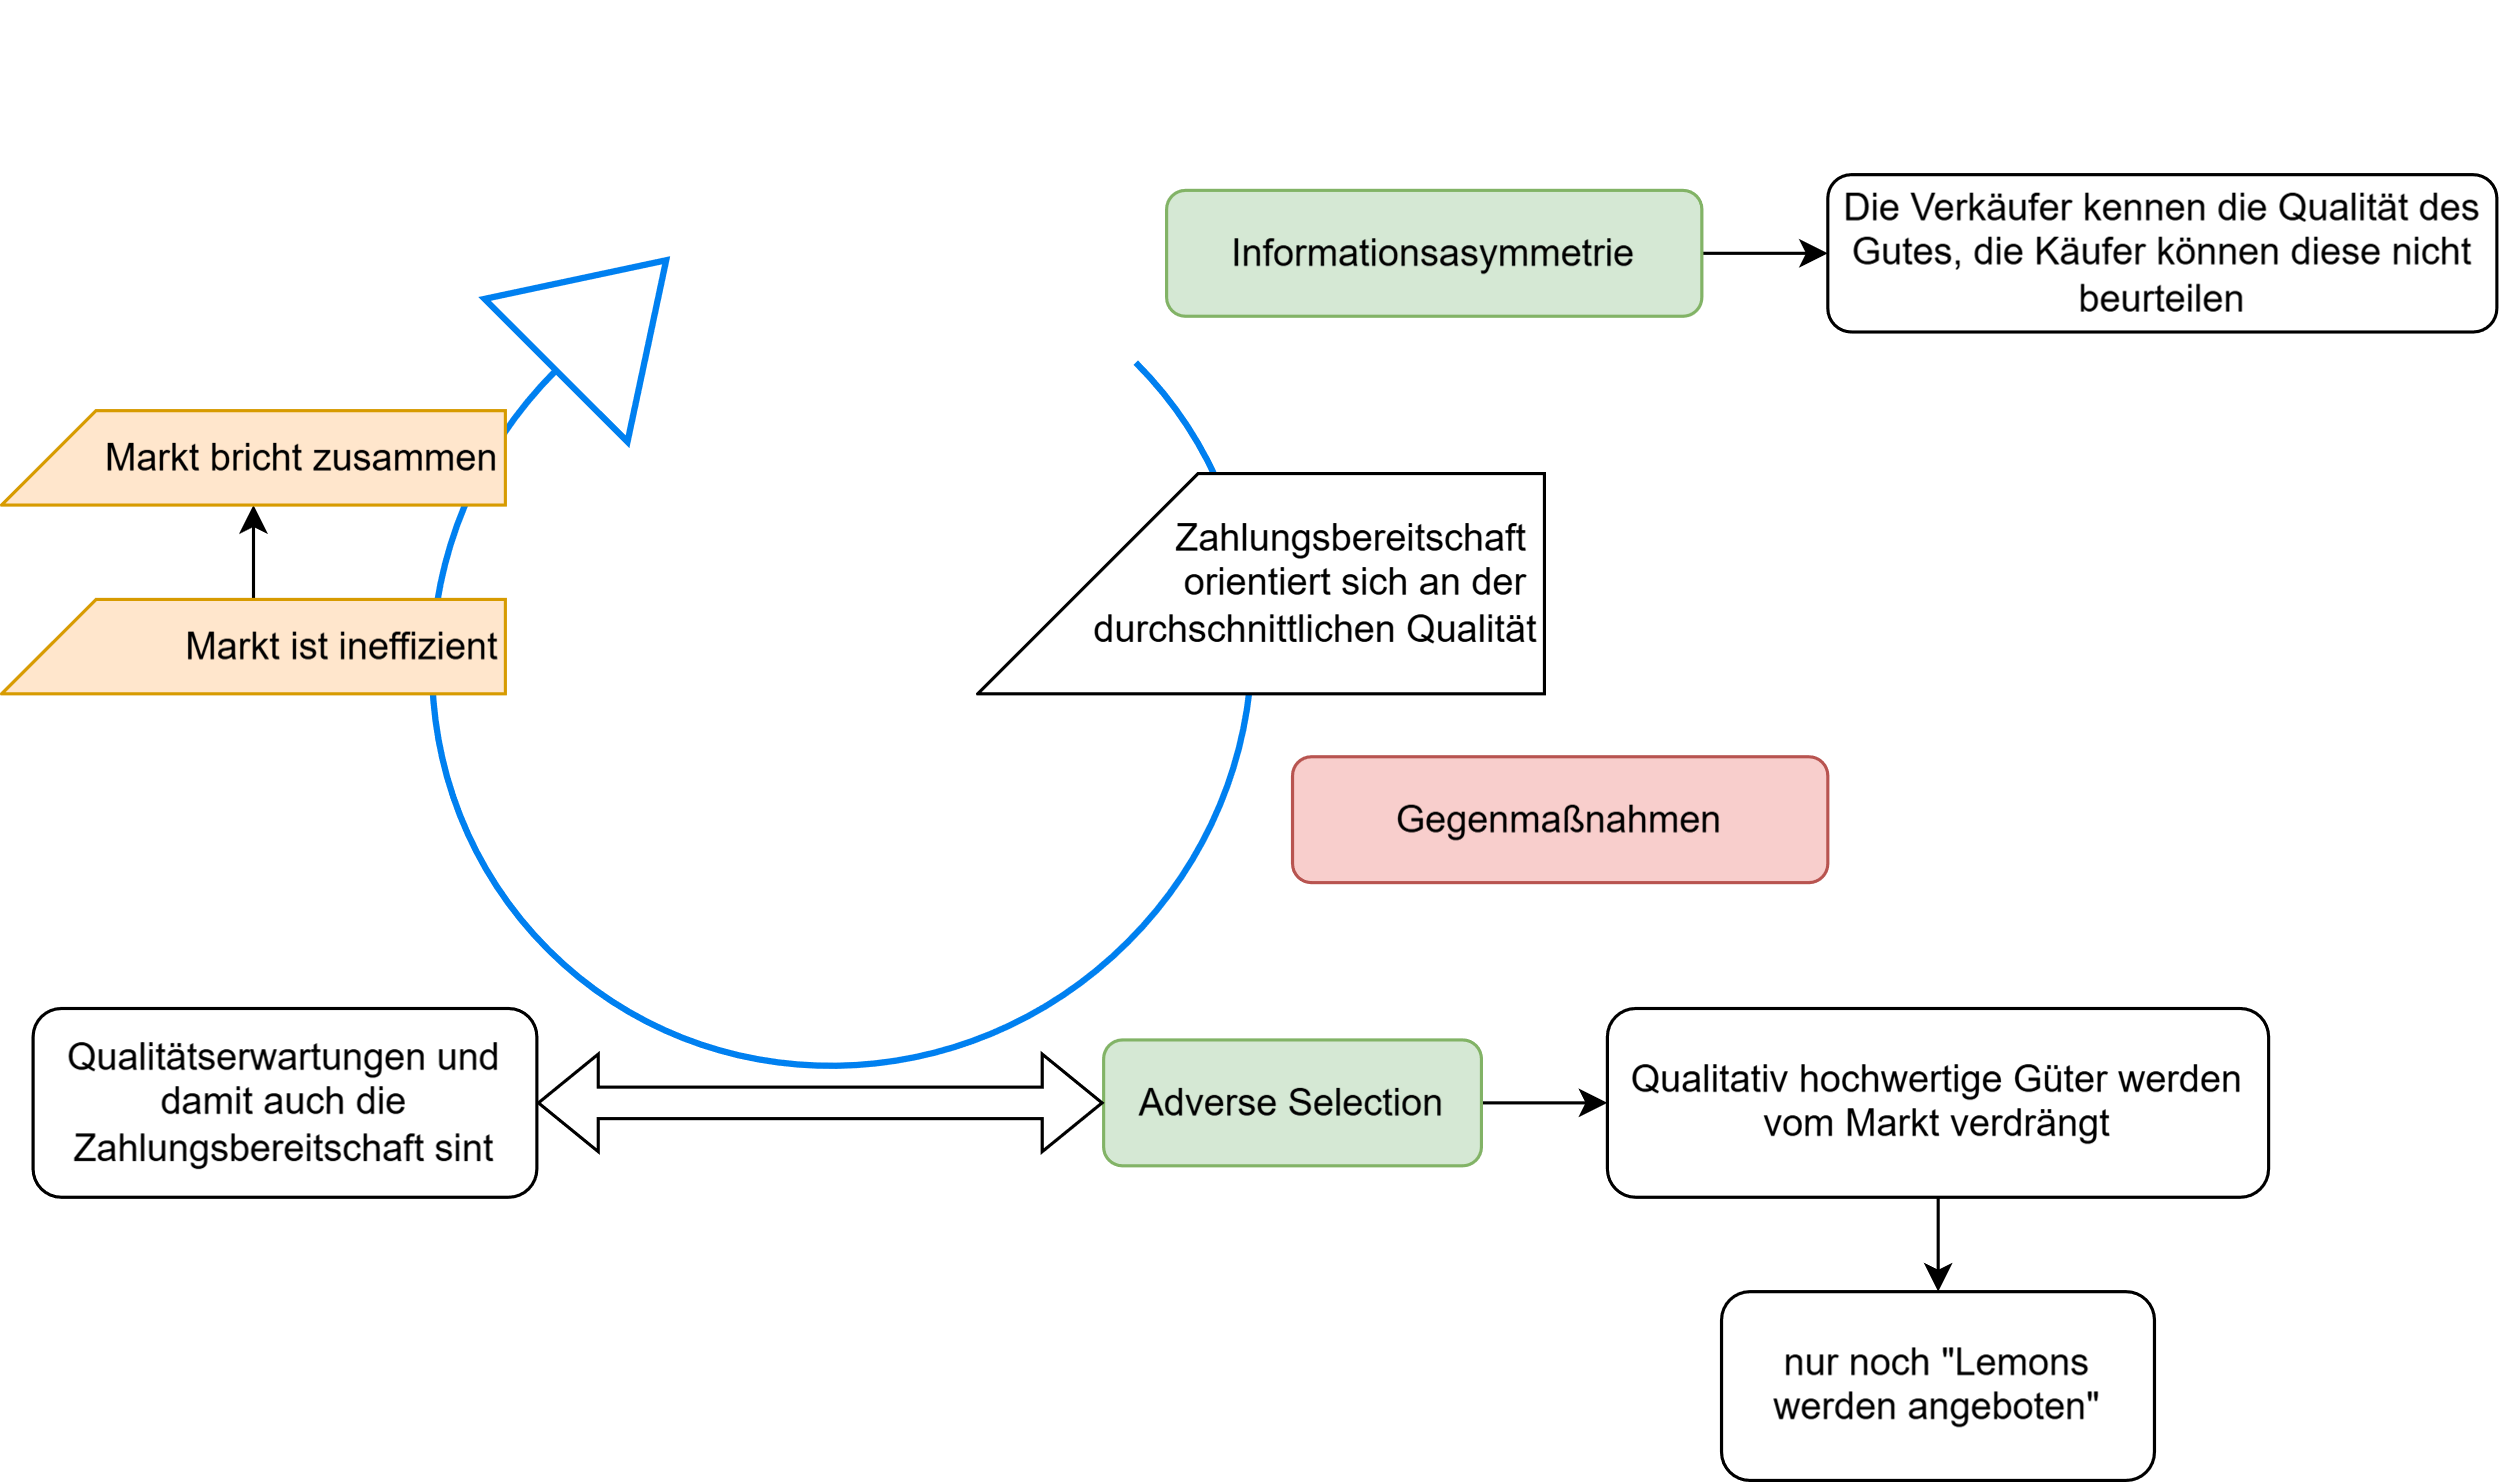 Informationsasymmetrie
Die Verkäufer kennen die Qualität des
Gutes, die Käufer können diese nicht
beurteilen
Markt bricht zusammen
Zahlungsbereitschaft
orientiert sich an der
durchschnittlichen Qualität
Markt ist ineffizient
Gegenmaßnahmen
Qualitätserwartungen und
damit auch die
Zahlungsbereitschaft sint
Adverse Selection
Qualitativ hochwertige Güter werden
vom Markt verdrängt
nur noch "Lemons
werden angeboten"